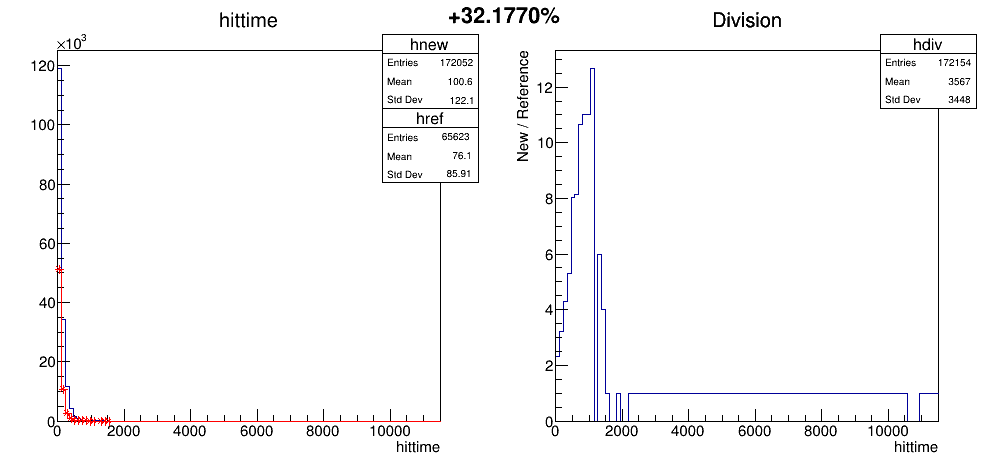 +32.1770%
hittime
×10³
120
100
80
60
40
20
0
0 2000 4000 6000 8000 10000
hittime
hnew
Entries 172052
Mean 100.6
Std Dev 122.1
href
Entries 65623
Mean 76.1
Std Dev 85.91
Division
New / Reference
12
10
8
6
4
2
0
0 2000 4000 6000 8000 10000
hittime
hdiv
Entries 172154
Mean 3567
Std Dev 3448